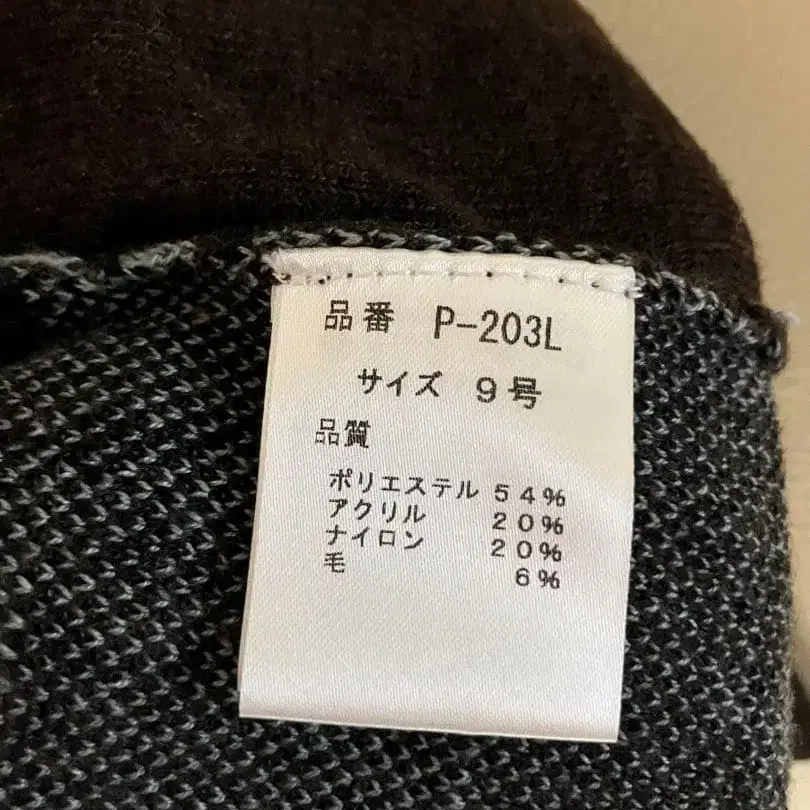 品番 P-203L
サイズ 9号
品質
ポリエステル 54%
アクリル 20%
ナイロン 20%
毛 6%